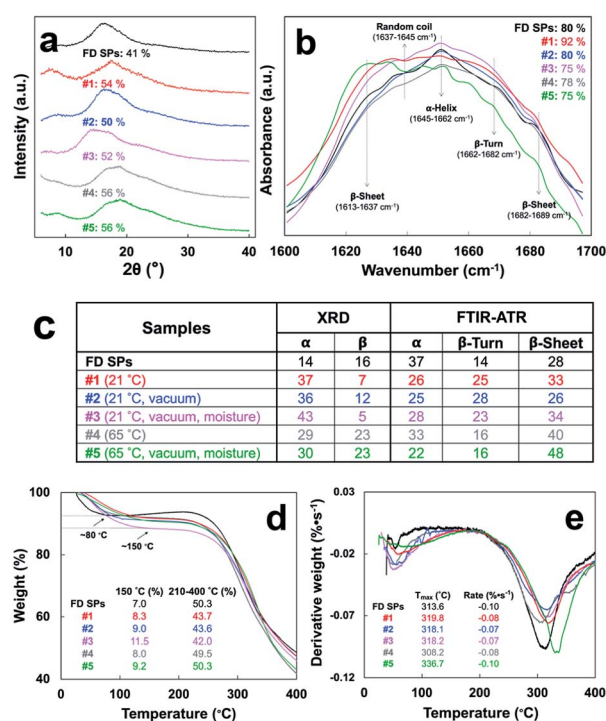 a
FD SPs: 41 %
#1: 54 %
#2: 50 %
#3: 52 %
#4: 56 %
#5: 56 %
Intensity (a.u.)
10 20 30 40
2θ (°)
b
Random coil
(1637-1645 cm⁻¹)
FD SPs: 80 %
#1: 92 %
#2: 80 %
#3: 75 %
#4: 78 %
#5: 75 %
α-Helix
(1645-1662 cm⁻¹)
β-Turn
(1662-1682 cm⁻¹)
β-Sheet
(1613-1637 cm⁻¹)
β-Sheet
(1682-1689 cm⁻¹)
Absorbance (a.u.)
1600 1620 1640 1660 1680 1700
Wavenumber (cm⁻¹)
c
Samples XRD FTIR-ATR
α β α β-Turn β-Sheet
FD SPs 14 16 37 14 28
#1 (21 °C) 37 7 26 25 33
#2 (21 °C, vacuum) 36 12 25 28 26
#3 (21 °C, vacuum, moisture) 43 5 28 23 34
#4 (65 °C) 29 23 33 16 40
#5 (65 °C, vacuum, moisture) 30 23 22 16 48
d
100
80
60
40
Weight (%)
~80 °C
~150 °C
150 °C (%) 210-400 °C (%)
FD SPs 7.0 50.3
#1 8.3 43.7
#2 9.0 43.6
#3 11.5 42.0
#4 8.0 49.5
#5 9.2 50.3
0 100 200 300 400
Temperature (°C)
e
0.03
-0.02
-0.07
-0.12
Derivative weight (%•s⁻¹)
Tmax (°C) Rate (%•s⁻¹)
FD SPs 313.6 -0.10
#1 319.8 -0.08
#2 318.1 -0.07
#3 318.2 -0.07
#4 308.2 -0.08
#5 336.7 -0.10
0 100 200 300 400
Temperature (°C)